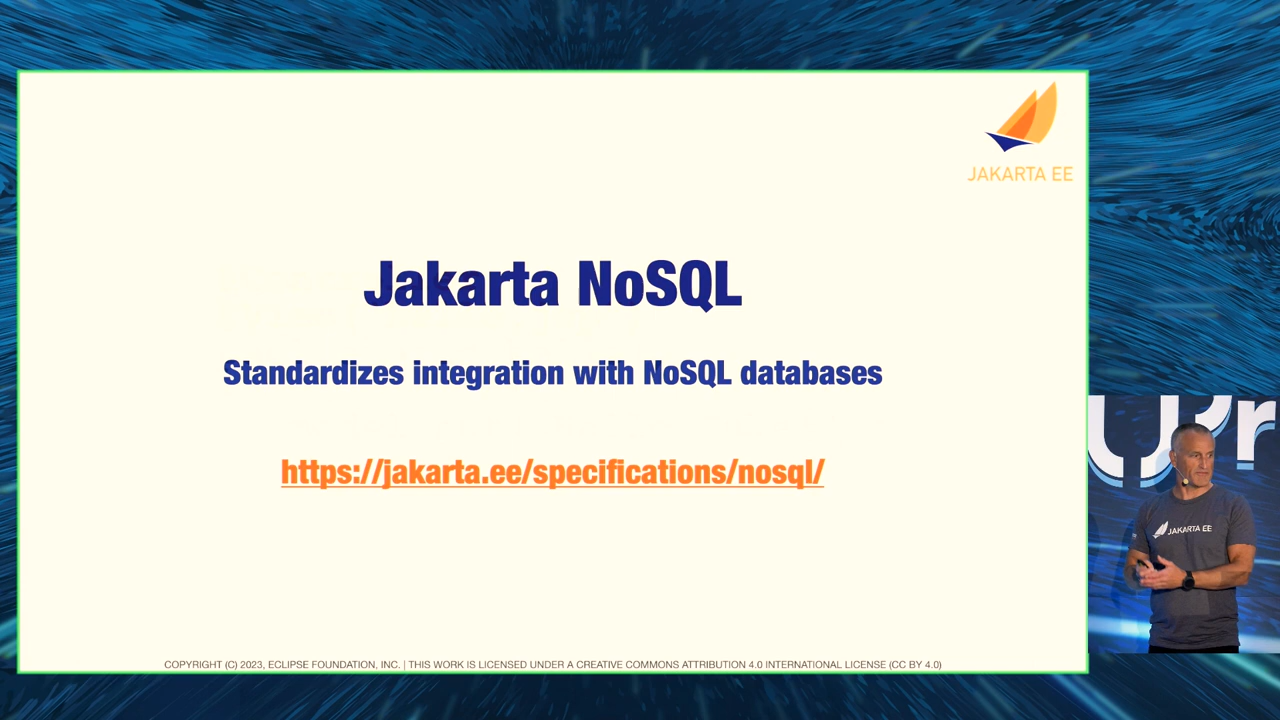 JAKARTA EE
Jakarta NoSQL
Standardizes integration with NoSQL databases
https://jakarta.ee/specifications/nosql/
JAKARTA EE
COPYRIGHT (C) 2023, ECLIPSE FOUNDATION, INC. | THIS WORK IS LICENSED UNDER A CREATIVE COMMONS ATTRIBUTION 4.0 INTERNATIONAL LICENSE (CC BY 4.0)